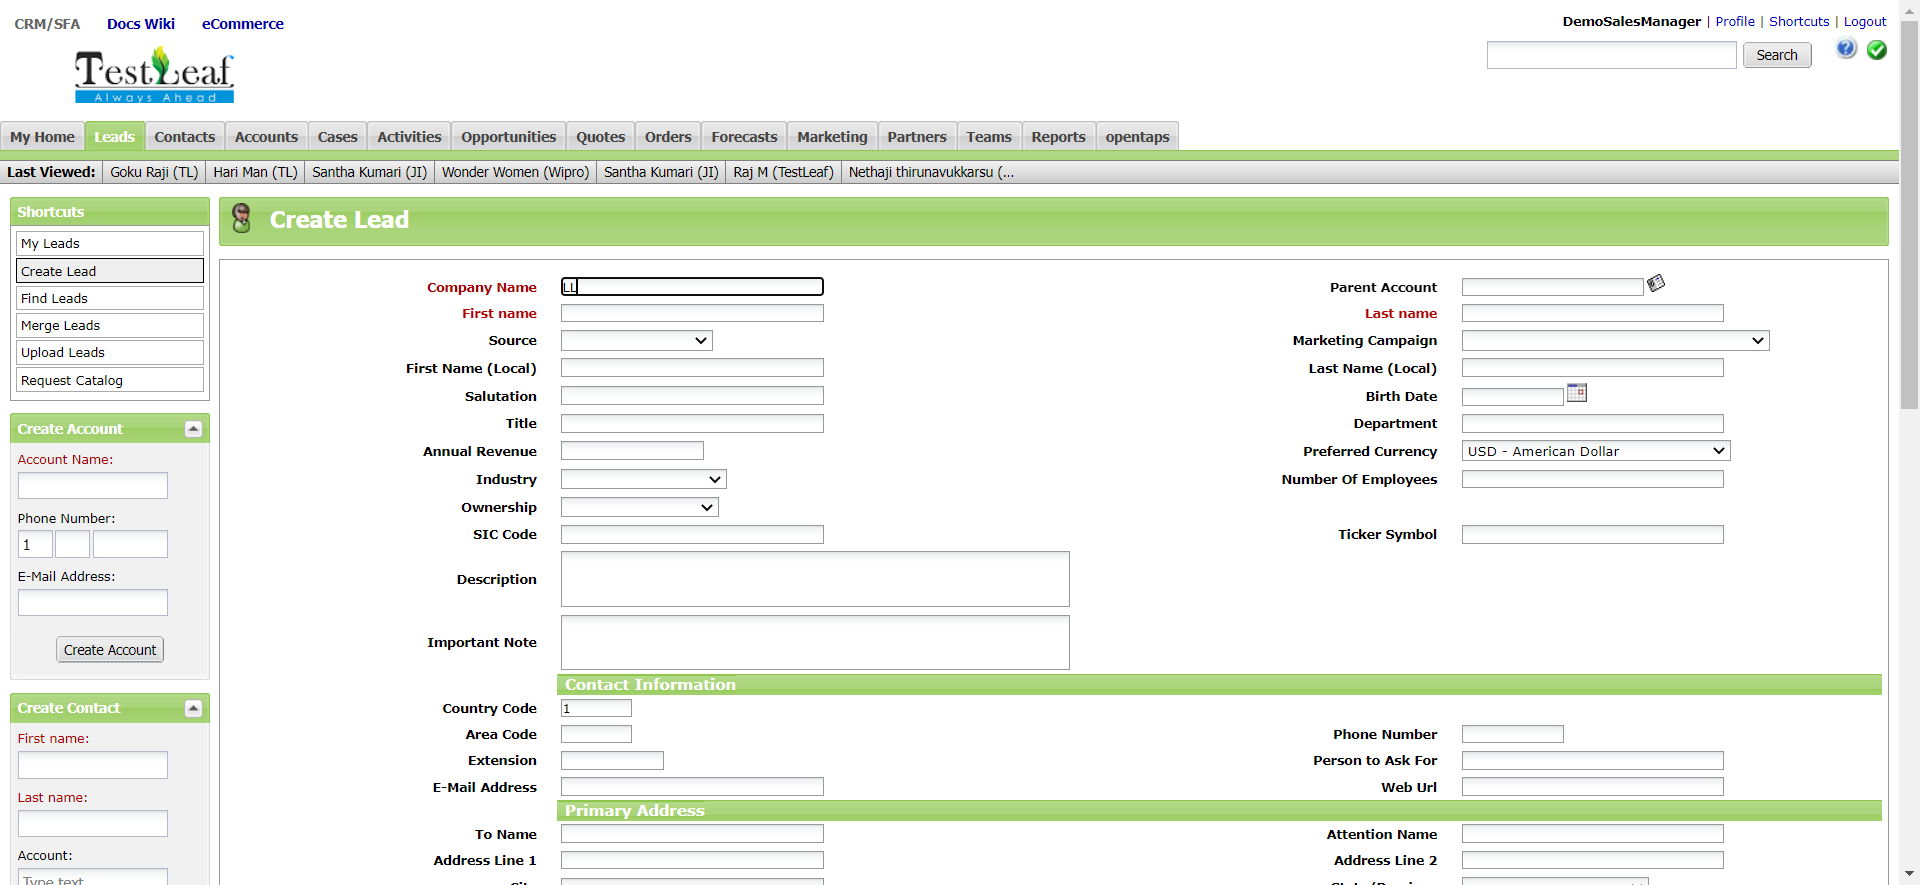 CRM/SFA Docs Wiki eCommerce
DemoSalesManager | Profile | Shortcuts | Logout
TestLeaf
Always Ahead
Search
My Home Leads Contacts Accounts Cases Activities Opportunities Quotes Orders Forecasts Marketing Partners Teams Reports opentaps
Last Viewed: Goku Raji (TL) Hari Man (TL) Santha Kumari (JI) Wonder Women (Wipro) Santha Kumari (JI) Raj M (TestLeaf) Nethaji thirunavukkarsu (...
Shortcuts
My Leads
Create Lead
Find Leads
Merge Leads
Upload Leads
Request Catalog
Create Account
Account Name:
Phone Number:
1
E-Mail Address:
Create Account
Create Contact
First name:
Last name:
Account:
Type text
Create Lead
Company Name LL Parent Account
First name Last name
Source Marketing Campaign
First Name (Local) Last Name (Local)
Salutation Birth Date
Title Department
Annual Revenue Preferred Currency USD - American Dollar
Industry Number Of Employees
Ownership
SIC Code Ticker Symbol
Description
Important Note
Contact Information
Country Code 1
Area Code Phone Number
Extension Person to Ask For
E-Mail Address Web Url
Primary Address
To Name Attention Name
Address Line 1 Address Line 2